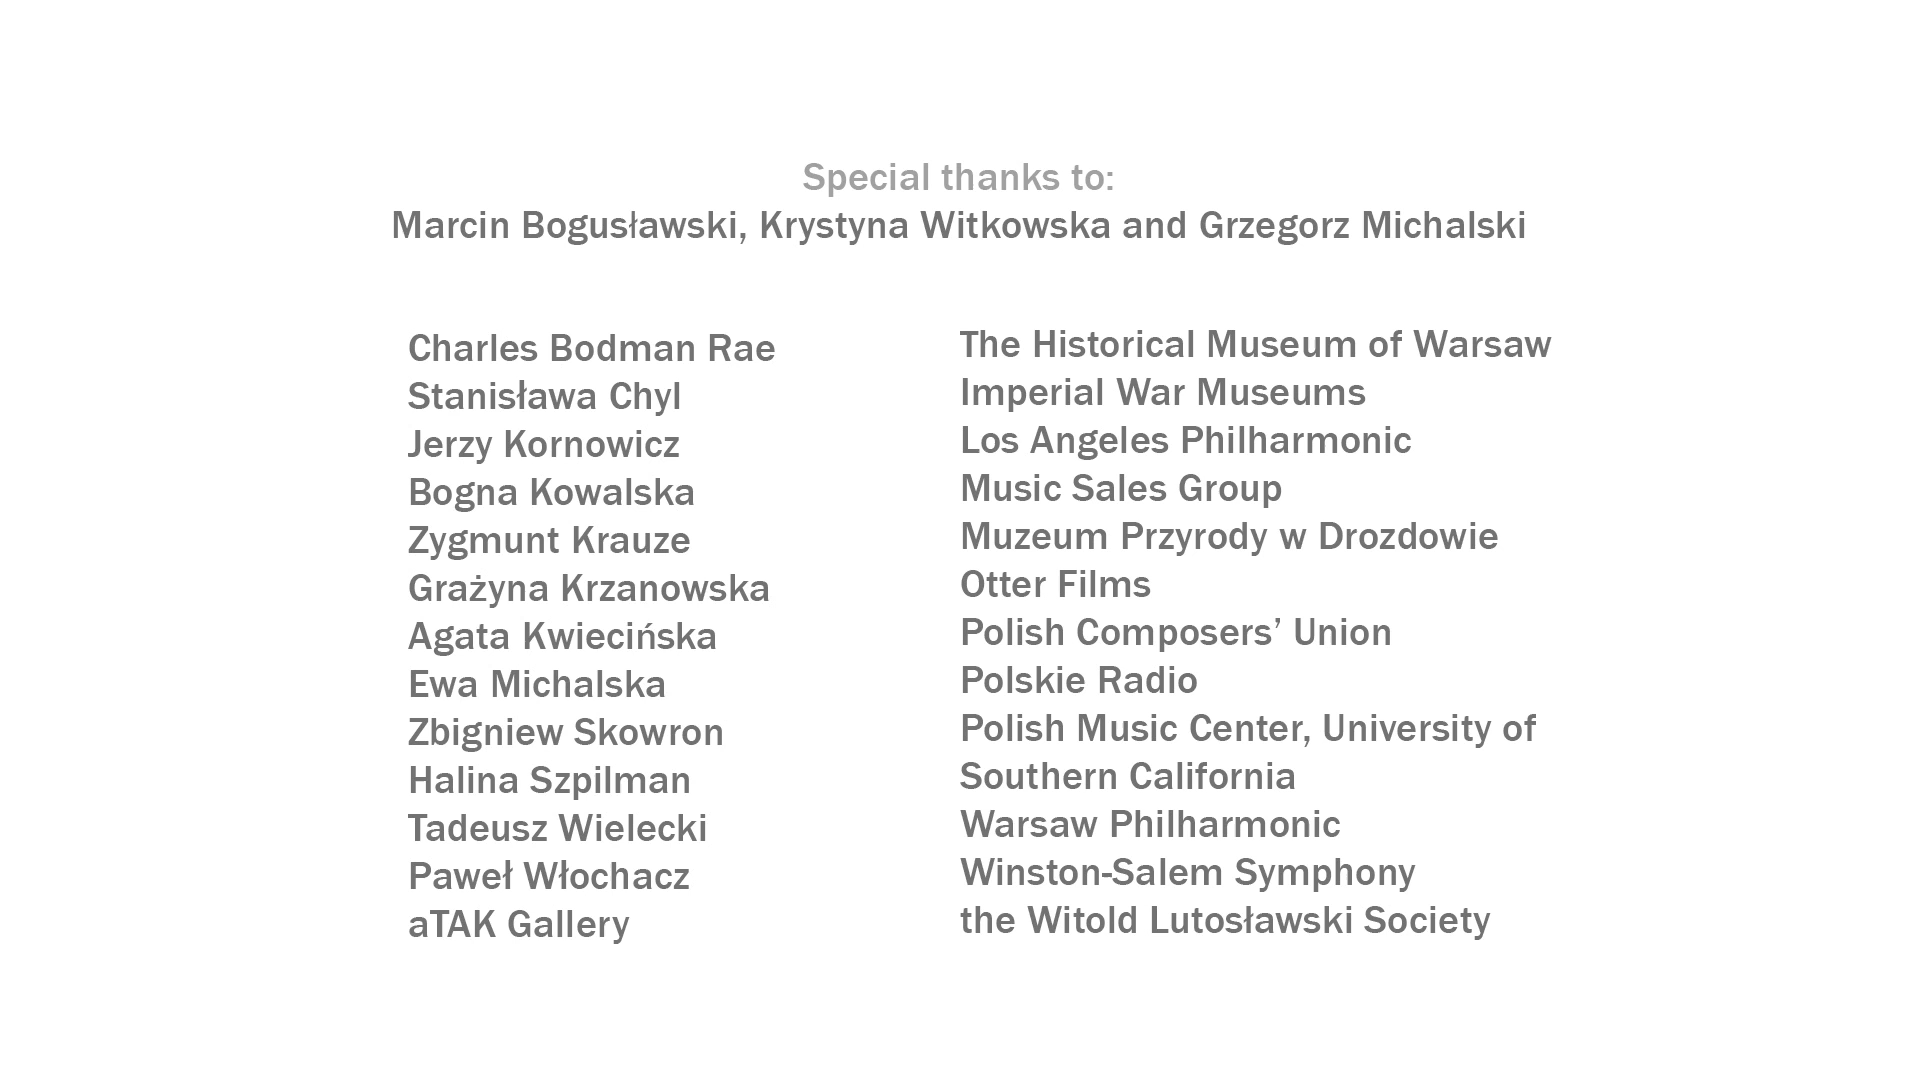 Special thanks to:
Marcin Bogusławski, Krystyna Witkowska and Grzegorz Michalski
Charles Bodman Rae
Stanisława Chyl
Jerzy Kornowicz
Bogna Kowalska
Zygmunt Krauze
Grażyna Krzanowska
Agata Kwiecińska
Ewa Michalska
Zbigniew Skowron
Halina Szpilman
Tadeusz Wielecki
Paweł Włochacz
aTAK Gallery
The Historical Museum of Warsaw
Imperial War Museums
Los Angeles Philharmonic
Music Sales Group
Muzeum Przyrody w Drozdowie
Otter Films
Polish Composers’ Union
Polskie Radio
Polish Music Center, University of
Southern California
Warsaw Philharmonic
Winston-Salem Symphony
the Witold Lutosławski Society